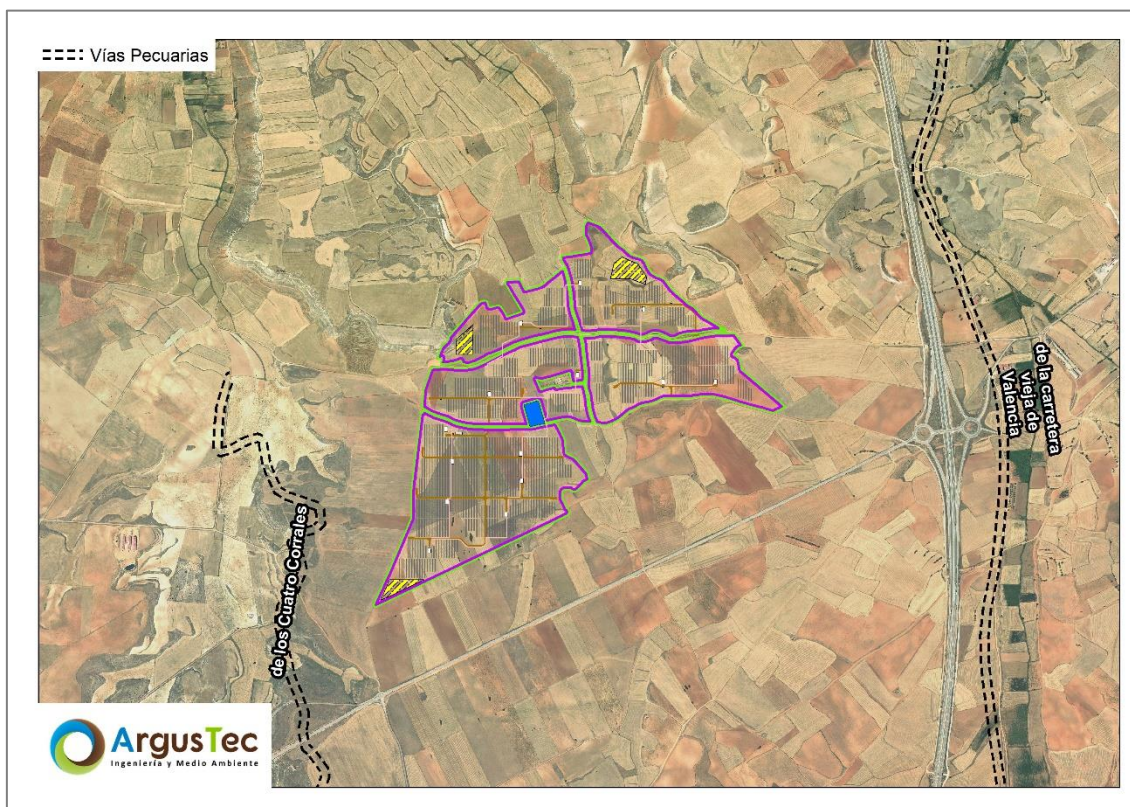 Vías Pecuarias
de la carretera
vieja de
Valencia
de los Cuatro Corrales
ArgusTec
Ingeniería y Medio Ambiente